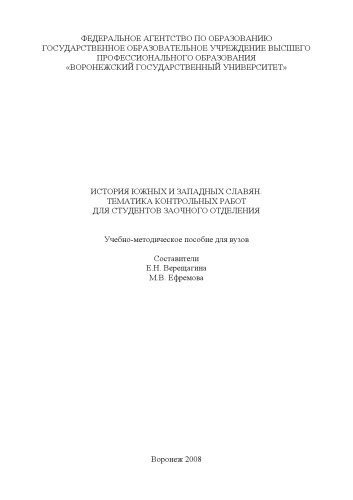 ФЕДЕРАЛЬНОЕ АГЕНТСТВО ПО ОБРАЗОВАНИЮ
ГОСУДАРСТВЕННОЕ ОБРАЗОВАТЕЛЬНОЕ УЧРЕЖДЕНИЕ ВЫСШЕГО
ПРОФЕССИОНАЛЬНОГО ОБРАЗОВАНИЯ
«ВОРОНЕЖСКИЙ ГОСУДАРСТВЕННЫЙ УНИВЕРСИТЕТ»
ИСТОРИЯ ЮЖНЫХ И ЗАПАДНЫХ СЛАВЯН.
ТЕМАТИКА КОНТРОЛЬНЫХ РАБОТ
ДЛЯ СТУДЕНТОВ ЗАОЧНОГО ОТДЕЛЕНИЯ
Учебно-методическое пособие для вузов
Составители
Е.Н. Верещагина
М.В. Ефремова
Воронеж 2008